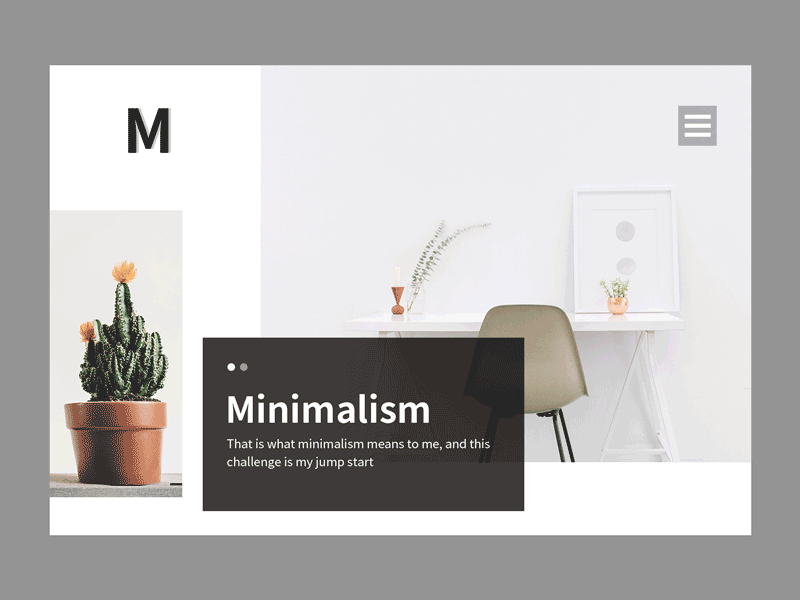 M
Minimalism
That is what minimalism means to me, and this
challenge is my jump start